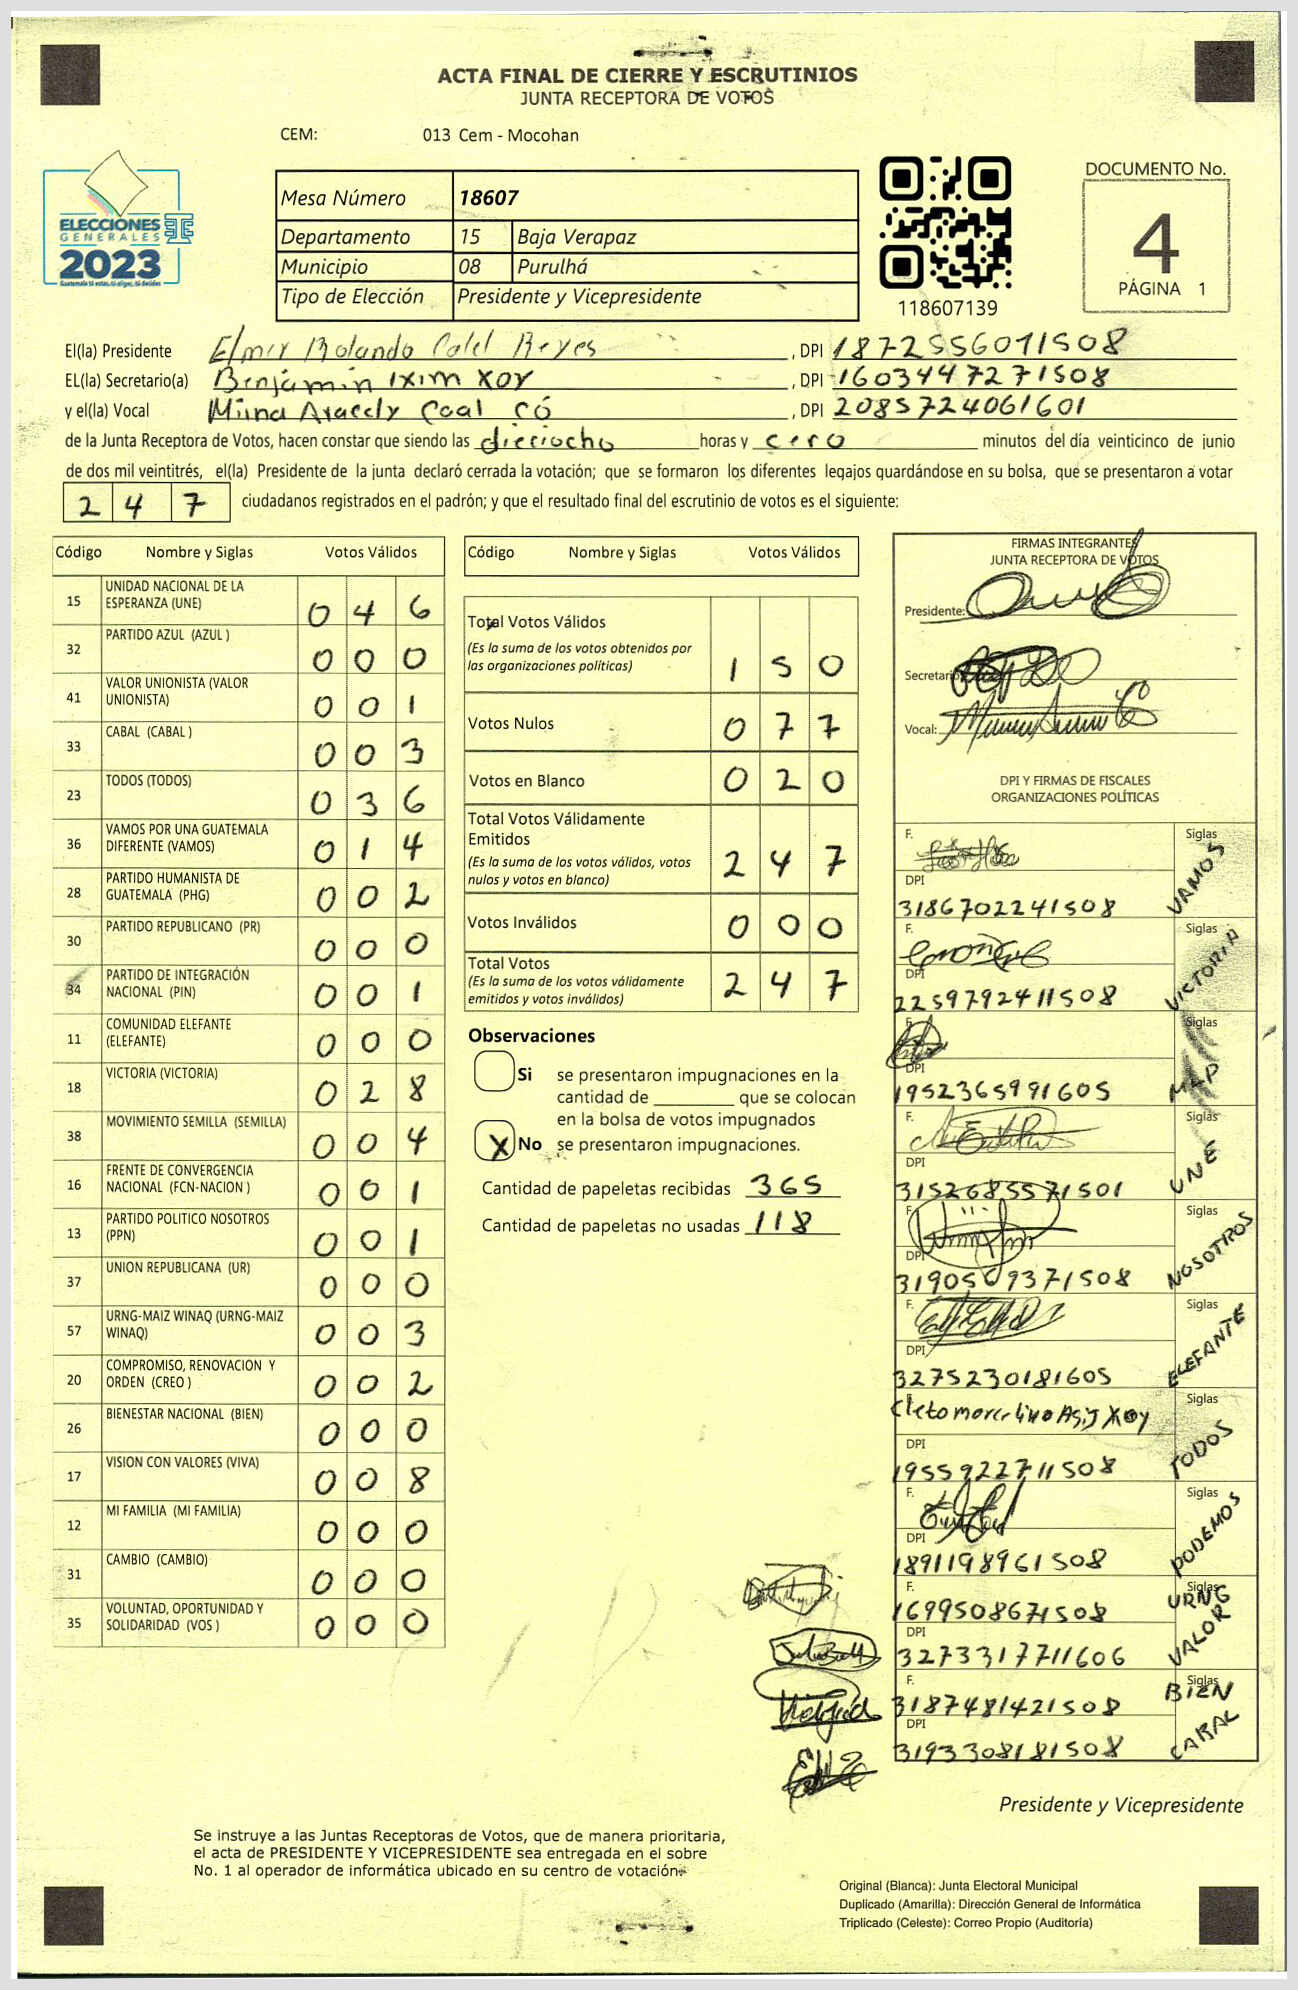 ACTA FINAL DE CIERRE Y ESCRUTINIOS
JUNTA RECEPTORA DE VOTOS
CEM: 013 Cem - Mocohan
DOCUMENTO No.
4
PÁGINA 1
ELECCIONES
GENERALES
2023
Guatemala tú votas, tú eliges, tú decides
Mesa Número 18607
Departamento 15 Baja Verapaz
Municipio 08 Purulhá
Tipo de Elección Presidente y Vicepresidente
118607139
El(la) Presidente Elmer Rolando Reyes, DPI 1872556011508
EL(la) Secretario(a) Benjamin Ixim Xoy, DPI 1603447271508
y el(la) Vocal Aracely Caal Có, DPI 2085724061601
de la Junta Receptora de Votos, hacen constar que siendo las dieciocho horas y cero minutos del día veinticinco de junio
de dos mil veintitrés, el(la) Presidente de la junta declaró cerrada la votación; que se formaron los diferentes legajos quardándose en su bolsa, que se presentaron a votar
2 4 7 ciudadanos registrados en el padrón; y que el resultado final del escrutinio de votos es el siguiente:
Código Nombre y Siglas Votos Válidos
15 UNIDAD NACIONAL DE LA ESPERANZA (UNE) 0 4 6
32 PARTIDO AZUL (AZUL ) 0 0 0
41 VALOR UNIONISTA (VALOR UNIONISTA) 0 0 1
33 CABAL (CABAL ) 0 0 3
23 TODOS (TODOS) 0 3 6
36 VAMOS POR UNA GUATEMALA DIFERENTE (VAMOS) 0 1 4
28 PARTIDO HUMANISTA DE GUATEMALA (PHG) 0 0 2
30 PARTIDO REPUBLICANO (PR) 0 0 0
34 PARTIDO DE INTEGRACIÓN NACIONAL (PIN) 0 0 1
11 COMUNIDAD ELEFANTE (ELEFANTE) 0 0 0
18 VICTORIA (VICTORIA) 0 2 8
38 MOVIMIENTO SEMILLA (SEMILLA) 0 0 4
16 FRENTE DE CONVERGENCIA NACIONAL (FCN-NACION ) 0 0 1
13 PARTIDO POLITICO NOSOTROS (PPN) 0 0 1
37 UNION REPUBLICANA (UR) 0 0 0
57 URNG-MAIZ WINAQ (URNG-MAIZ WINAQ) 0 0 3
20 COMPROMISO, RENOVACION Y ORDEN (CREO ) 0 0 2
26 BIENESTAR NACIONAL (BIEN) 0 0 0
17 VISION CON VALORES (VIVA) 0 0 8
12 MI FAMILIA (MI FAMILIA) 0 0 0
31 CAMBIO (CAMBIO) 0 0 0
35 VOLUNTAD, OPORTUNIDAD Y SOLIDARIDAD (VOS ) 0 0 0
Código Nombre y Siglas Votos Válidos
Total Votos Válidos
(Es la suma de los votos obtenidos por
las organizaciones políticas) 1 5 0
Votos Nulos 0 7 7
Votos en Blanco 0 2 0
Total Votos Válidamente
Emitidos
(Es la suma de los votos válidos, votos
nulos y votos en blanco) 2 4 7
Votos Inválidos 0 0 0
Total Votos
(Es la suma de los votos válidamente
emitidos y votos inválidos) 2 4 7
Observaciones
Si se presentaron impugnaciones en la
cantidad de ________ que se colocan
en la bolsa de votos impugnados
X No se presentaron impugnaciones.
Cantidad de papeletas recibidas 365
Cantidad de papeletas no usadas 118
FIRMAS INTEGRANTES
JUNTA RECEPTORA DE VOTOS
Presidente:
Secretario:
Vocal:
DPI Y FIRMAS DE FISCALES
ORGANIZACIONES POLÍTICAS
F. Siglas
DPI
3186702241508 VAMOS
F. Siglas
DPI
2259792411508 VICTORIA
F. Siglas
DPI
1952365991605 MLP
F. Siglas
DPI
3152685571501 UNE
F. Siglas
DPI
3190509371508 NOSOTROS
F. Siglas
DPI
3275230181605 ELEFANTE
Cleto Marcelino Asij Xoy Siglas
DPI
1955922711508 TODOS
F. Siglas
DPI
1891198961508 PODEMOS
F. Siglas
1699508671508 URNG
DPI
3273317711606 VALOR
F. Siglas
3187481421508 BIEN
DPI
3193308181508 CABAL
Presidente y Vicepresidente
Se instruye a las Juntas Receptoras de Votos, que de manera prioritaria,
el acta de PRESIDENTE Y VICEPRESIDENTE sea entregada en el sobre
No. 1 al operador de informática ubicado en su centro de votación.
Original (Blanca): Junta Electoral Municipal
Duplicado (Amarilla): Dirección General de Informática
Triplicado (Celeste): Correo Propio (Auditoría)